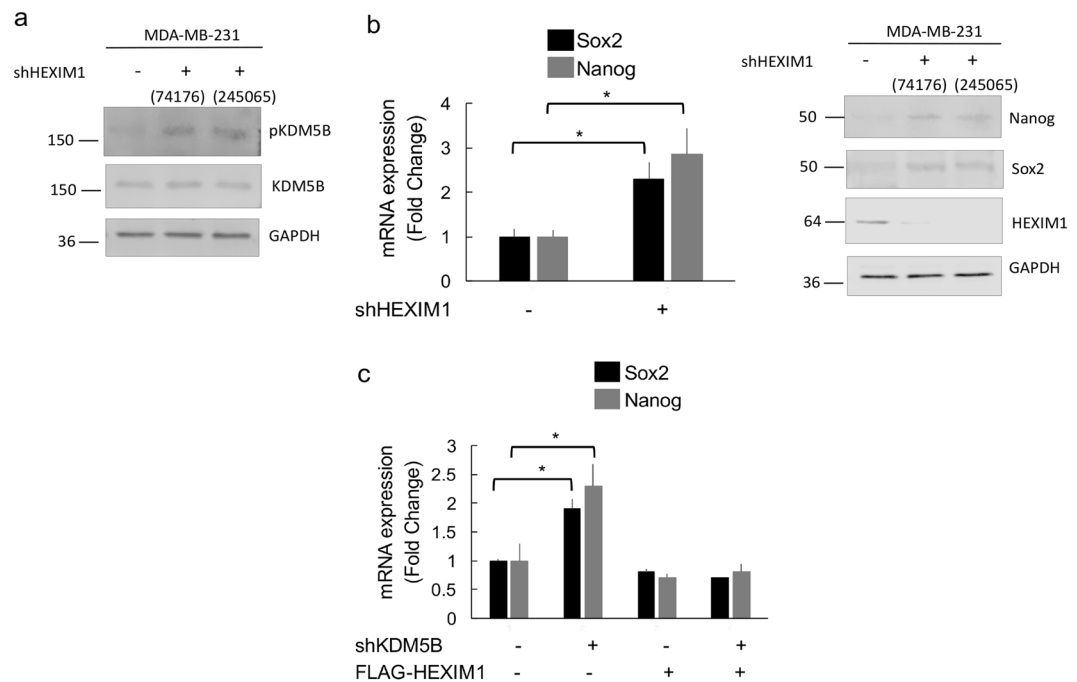 a
MDA-MB-231
shHEXIM1 - + +
(74176) (245065)
150 pKDM5B
150 KDM5B
36 GAPDH
b
Sox2
Nanog
mRNA expression
(Fold Change)
4
3
2
1
0
*
*
shHEXIM1 - +
MDA-MB-231
shHEXIM1 - + +
(74176) (245065)
50 Nanog
50 Sox2
64 HEXIM1
36 GAPDH
c
Sox2
Nanog
mRNA expression
(Fold Change)
3
2.5
2
1.5
1
0.5
0
*
*
shKDM5B - + - +
FLAG-HEXIM1 - - + +